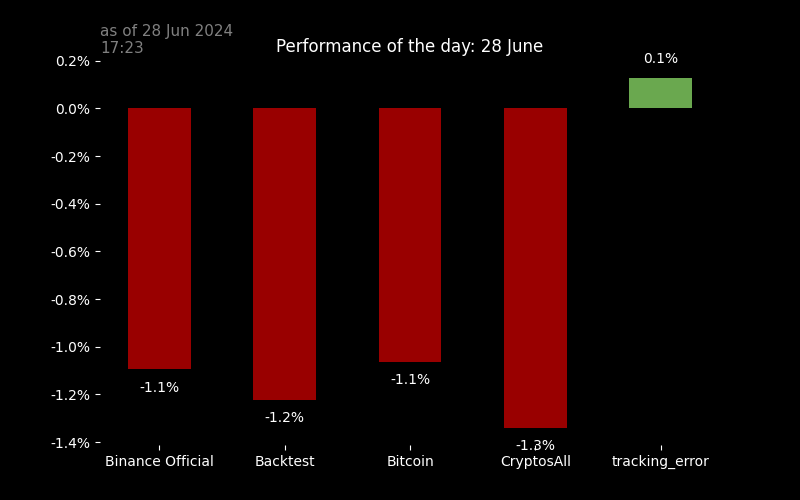 as of 28 Jun 2024
17:23
Performance of the day: 28 June
0.2%
0.1%
0.0%
-0.2%
-0.4%
-0.6%
-0.8%
-1.0%
-1.2%
-1.4%
-1.1%
-1.2%
-1.1%
-1.3%
Binance Official
Backtest
Bitcoin
CryptosAll
tracking_error